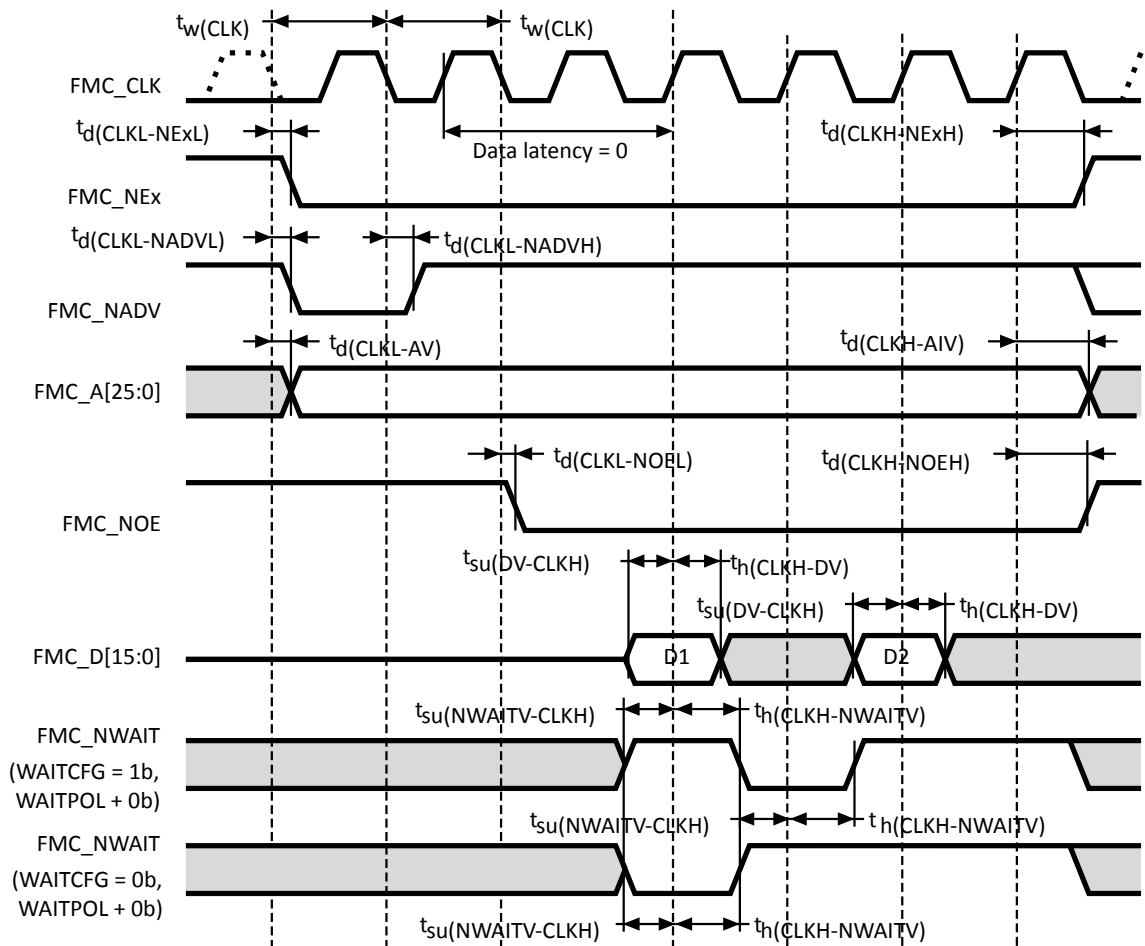 tw(CLK) tw(CLK)
FMC_CLK
td(CLKL-NExL) td(CLKH-NExH)
Data latency = 0
FMC_NEx
td(CLKL-NADVL) td(CLKL-NADVH)
FMC_NADV
td(CLKL-AV) td(CLKH-AIV)
FMC_A[25:0]
td(CLKL-NOEL) td(CLKH-NOEH)
FMC_NOE
tsu(DV-CLKH) th(CLKH-DV)
tsu(DV-CLKH) th(CLKH-DV)
FMC_D[15:0] D1 D2
tsu(NWAITV-CLKH) th(CLKH-NWAITV)
FMC_NWAIT
(WAITCFG = 1b,
WAITPOL + 0b)
tsu(NWAITV-CLKH) th(CLKH-NWAITV)
FMC_NWAIT
(WAITCFG = 0b,
WAITPOL + 0b)
tsu(NWAITV-CLKH) th(CLKH-NWAITV)